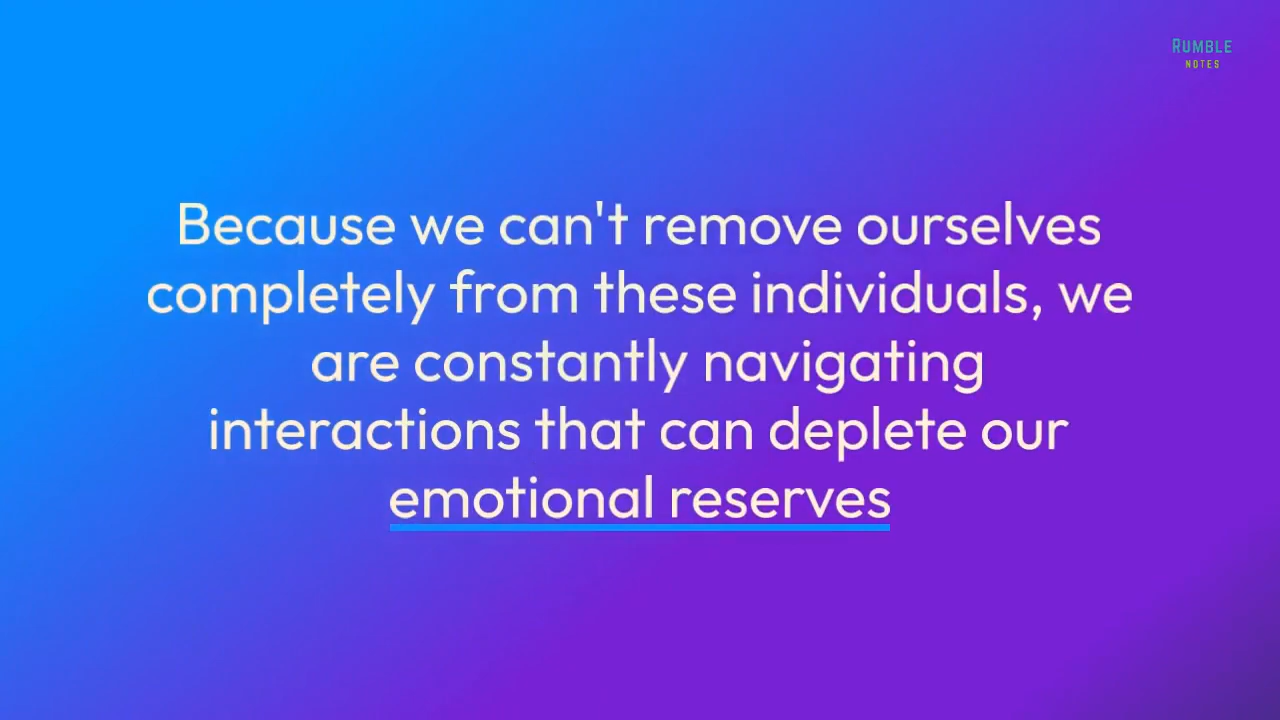 RUMBLE
NOTES
Because we can't remove ourselves
completely from these individuals, we
are constantly navigating
interactions that can deplete our
emotional reserves